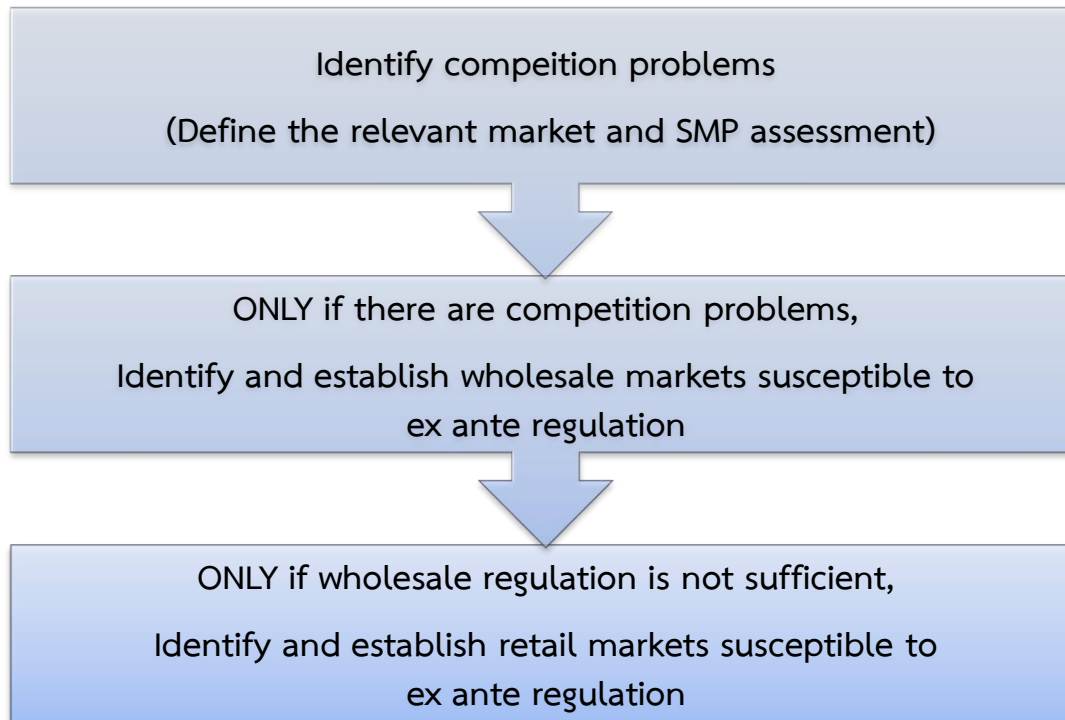 Identify compeition problems
(Define the relevant market and SMP assessment)
ONLY if there are competition problems,
Identify and establish wholesale markets susceptible to
ex ante regulation
ONLY if wholesale regulation is not sufficient,
Identify and establish retail markets susceptible to
ex ante regulation